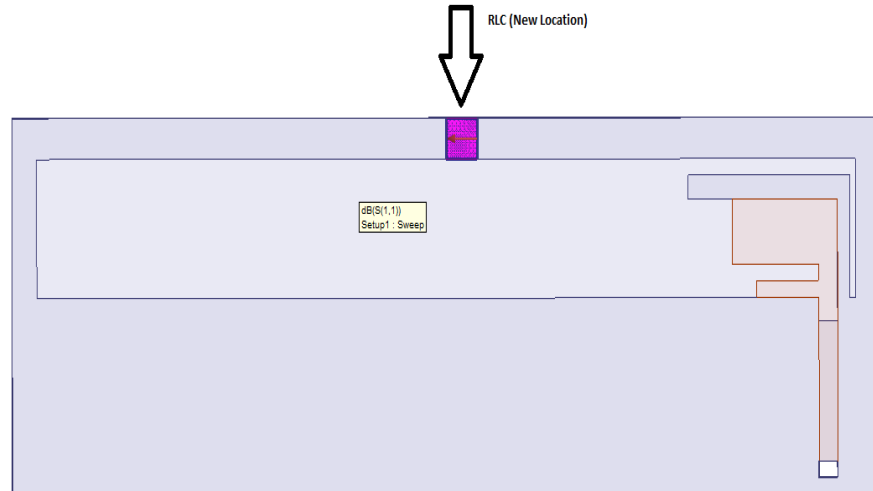 RLC (New Location)
dB(S(1,1))
Setup1 : Sweep